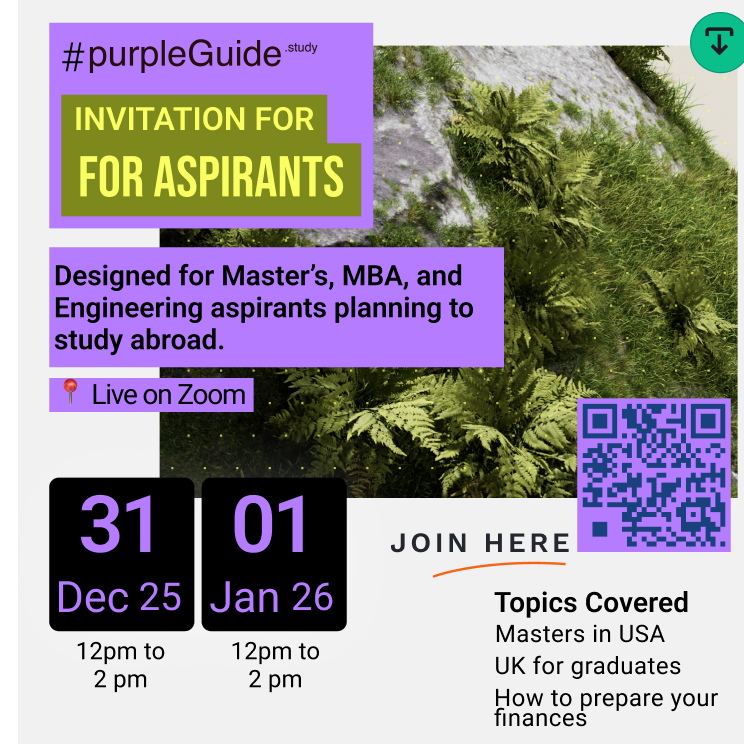 #purpleGuide.study
INVITATION FOR
FOR ASPIRANTS
Designed for Master's, MBA, and
Engineering aspirants planning to
study abroad.
📍 Live on Zoom
31
Dec 25
12pm to
2 pm
01
Jan 26
12pm to
2 pm
JOIN HERE
Topics Covered
Masters in USA
UK for graduates
How to prepare your
finances